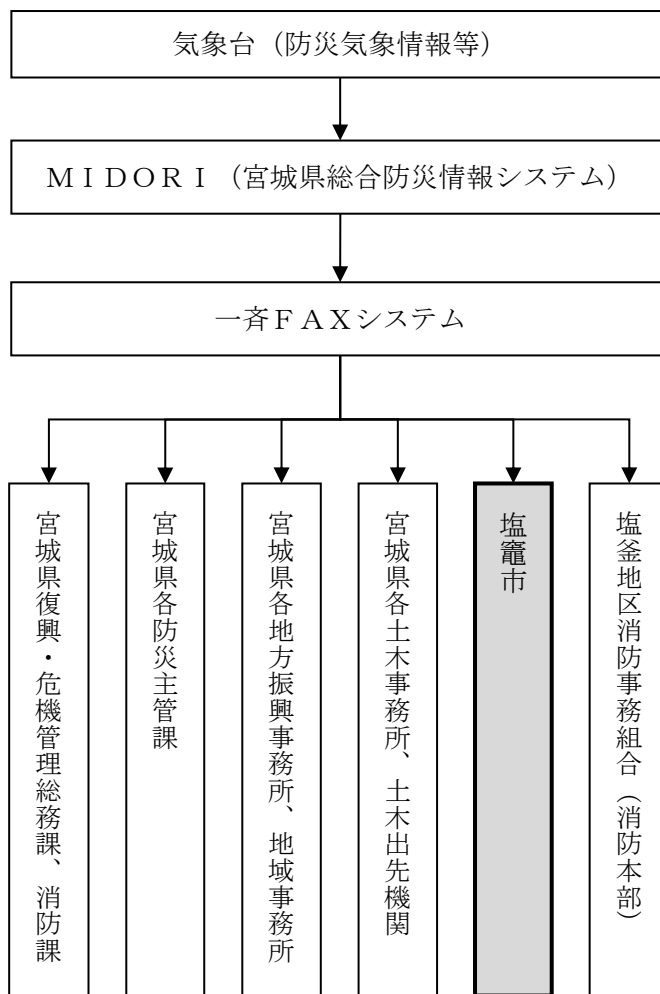 気象台（防災気象情報等）
ＭＩＤＯＲＩ（宮城県総合防災情報システム）
一斉ＦＡＸシステム
宮城県復興・危機管理総務課、消防課
宮城県各防災主管課
宮城県各地方振興事務所、地域事務所
宮城県各土木事務所、土木出先機関
塩竈市
塩釜地区消防事務組合（消防本部）